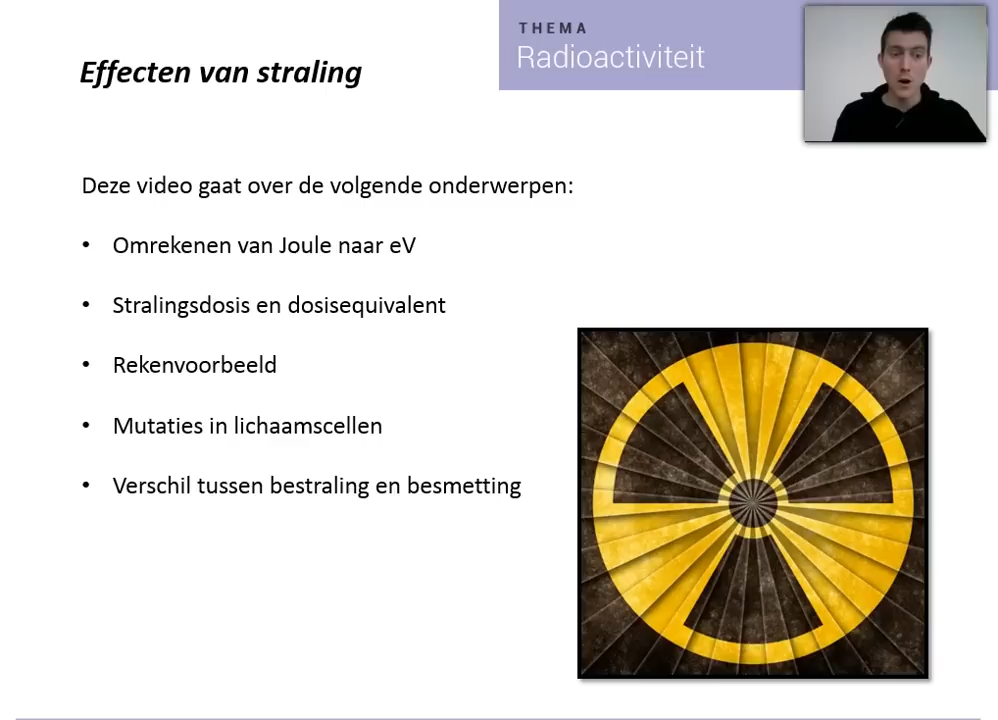 THEMA
Radioactiviteit
Effecten van straling
Deze video gaat over de volgende onderwerpen:
• Omrekenen van Joule naar eV
• Stralingsdosis en dosisequivalent
• Rekenvoorbeeld
• Mutaties in lichaamscellen
• Verschil tussen bestraling en besmetting